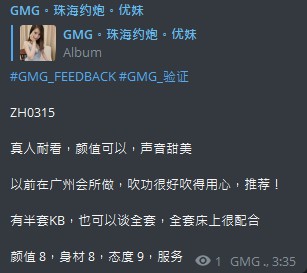 GMG。珠海约炮。优妹
GMG。珠海约炮。优妹
Album
#GMG_FEEDBACK #GMG_验证
ZH0315
真人耐看，颜值可以，声音甜美
以前在广州会所做，吹功很好吹得用心，推荐！
有半套KB，也可以谈全套，全套床上很配合
颜值 8，身材 8，态度 9，服务
1 GMG ., 3:35